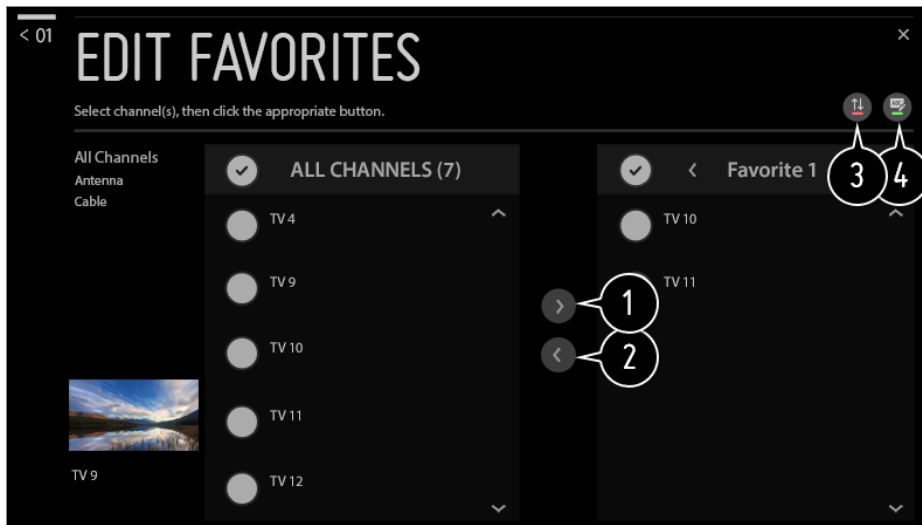 < 01
EDIT FAVORITES
Select channel(s), then click the appropriate button.
3
4
All Channels
Antenna
Cable
ALL CHANNELS (7)
TV 4
TV 9
TV 10
TV 11
TV 12
1
2
Favorite 1
TV 10
TV 11
TV 9